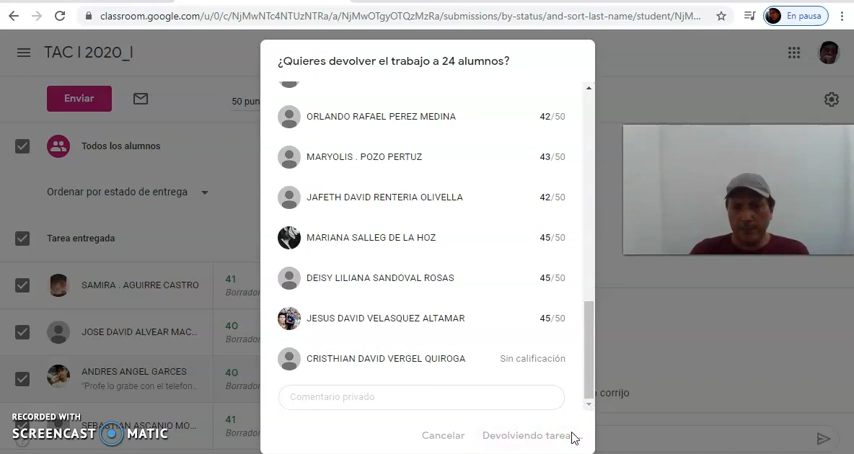 classroom.google.com/u/0/c/NjMwNTc4NTUzNTRa/a/NjMwOTgyOTQzMzRa/submissions/by-status/and-sort-last-name/student/NjM...
En pausa
TAC I 2020_I
¿Quieres devolver el trabajo a 24 alumnos?
Enviar
50 pun
Todos los alumnos
Ordenar por estado de entrega
Tarea entregada
SAMIRA . AGUIRRE CASTRO 41
Borrador
JOSE DAVID ALVEAR MAC... 40
Borrador
ANDRES ANGEL GARCES 40
"Profe lo grabe con el telefon... Borrador
SEBASTIAN ASCANIO MO... 41
Borrador
ORLANDO RAFAEL PEREZ MEDINA 42/50
MARYOLIS . POZO PERTUZ 43/50
JAFETH DAVID RENTERIA OLIVELLA 42/50
MARIANA SALLEG DE LA HOZ 45/50
DEISY LILIANA SANDOVAL ROSAS 45/50
JESUS DAVID VELASQUEZ ALTAMAR 45/50
CRISTHIAN DAVID VERGEL QUIROGA Sin calificación
Comentario privado
Cancelar Devolviendo tarea
corrijo
RECORDED WITH
SCREENCAST MATIC